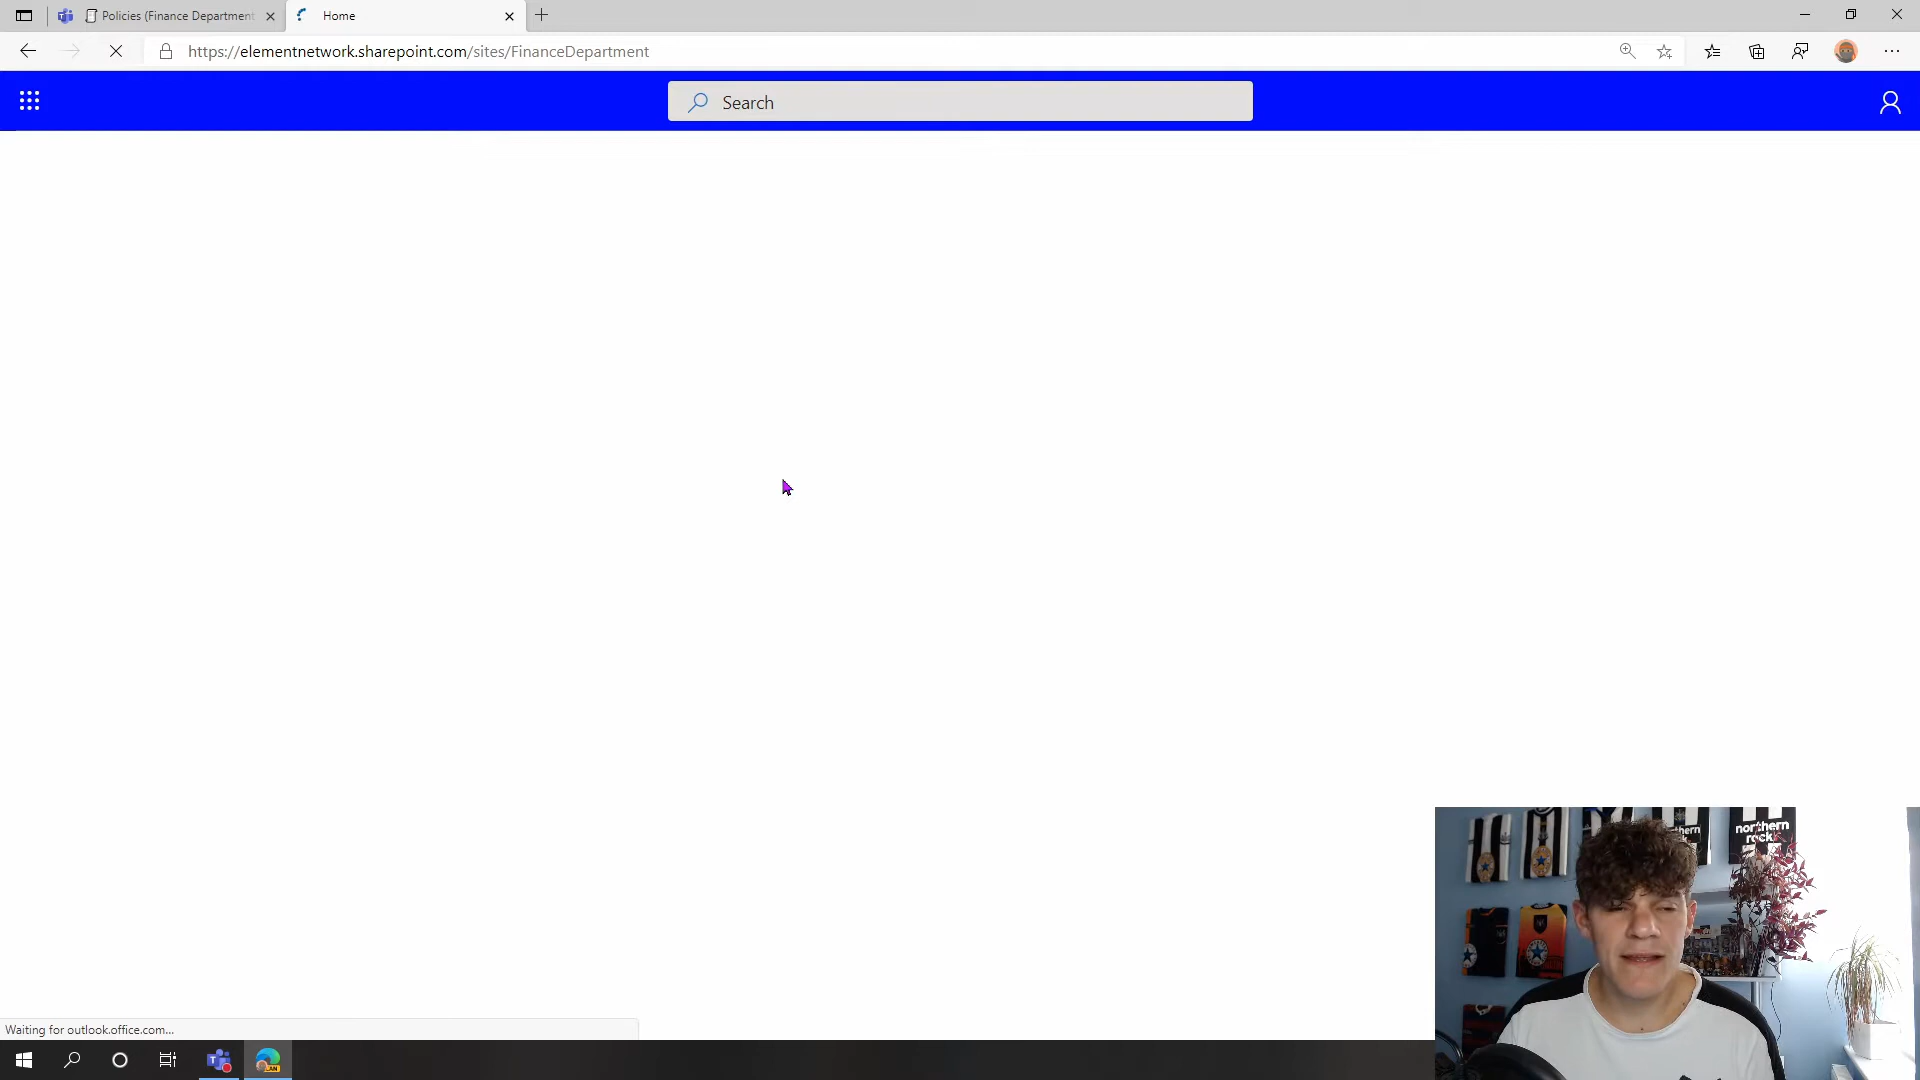 Policies (Finance Department
Home
https://elementnetwork.sharepoint.com/sites/FinanceDepartment
Search
northern
rock
Waiting for outlook.office.com...